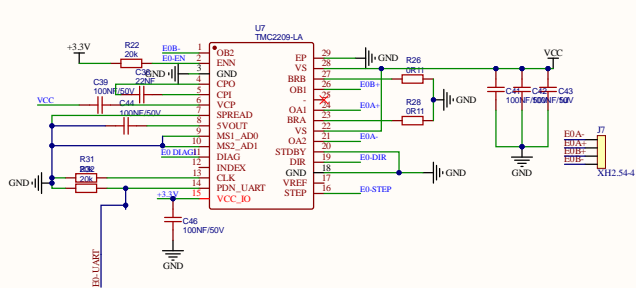 U7
TMC2209-LA
+3.3V
R22
20k
E0B-
E0-EN
1
2
3
4
5
6
7
8
9
10
11
12
13
14
15
OB2
ENN
GND
CPO
CPI
VCP
SPREAD
5VOUT
MS1_AD0
MS2_AD1
DIAG
INDEX
CLK
PDN_UART
VCC_IO
EP
VS
BRB
OB1
-
OA1
BRA
VS
OA2
STDBY
DIR
GND
VREF
STEP
29
28
27
26
25
24
23
22
21
20
19
18
17
16
GND
C39
100NF/50V
22NF
VCC
C44
100NF/50V
E0 DIAG
GND
R31
20k
+3.3V
C46
100NF/50V
GND
E0-UART
GND
R26
0R11
E0B+
E0A+
GND
R28
0R11
E0A-
E0-DIR
GND
E0-STEP
VCC
C42
100NF/50V
C43
50V
GND
J7
E0A-
E0A+
E0B+
E0B-
XH2.54-4